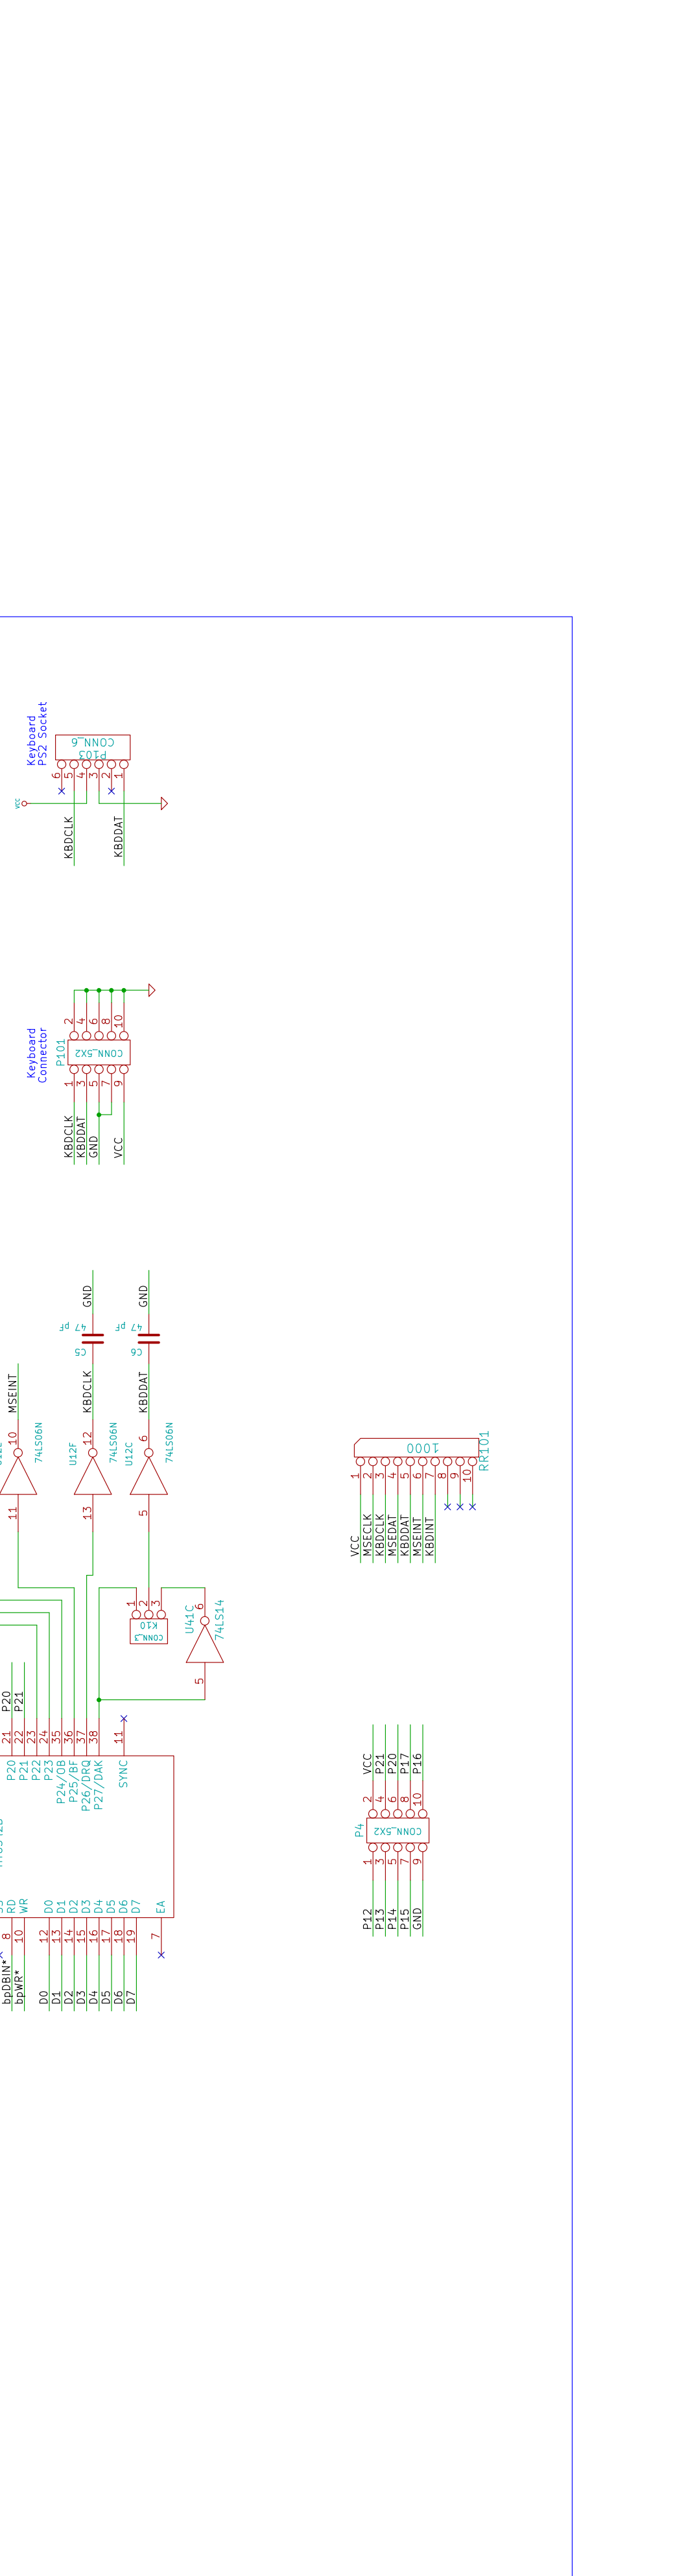 Keyboard
PS2 Socket
CONN_6
P103
6
5
4
3
2
1
VCC
KBDCLK
KBDDAT
Keyboard
Connector
2
4
6
8
10
P101
CONN_5X2
1
3
5
7
9
KBDCLK
KBDDAT
GND
VCC
GND
GND
47 pF
47 pF
C5
C6
MSEINT
KBDCLK
KBDDAT
10
12
6
74LS06N
U12F
74LS06N
U12C
74LS06N
11
13
5
1000
RR101
1
2
3
4
5
6
7
8
9
10
VCC
MSECLK
KBDCLK
MSEDAT
KBDDAT
MSEINT
KBDINT
1
2
3
K10
CONN_3
6
U41C
74LS14
5
P20
P21
21
22
23
24
35
36
37
38
11
P20
P21
P22
P23
P24/OB
P25/BF
P26/DRQ
P27/DAK
SYNC
RD
WR
D0
D1
D2
D3
D4
D5
D6
D7
EA
8
10
12
13
14
15
16
17
18
19
7
bpDBIN*
bpWR*
D0
D1
D2
D3
D4
D5
D6
D7
VCC
P21
P20
P17
P16
2
4
6
8
10
P4
CONN_5X2
1
3
5
7
9
P12
P13
P14
P15
GND